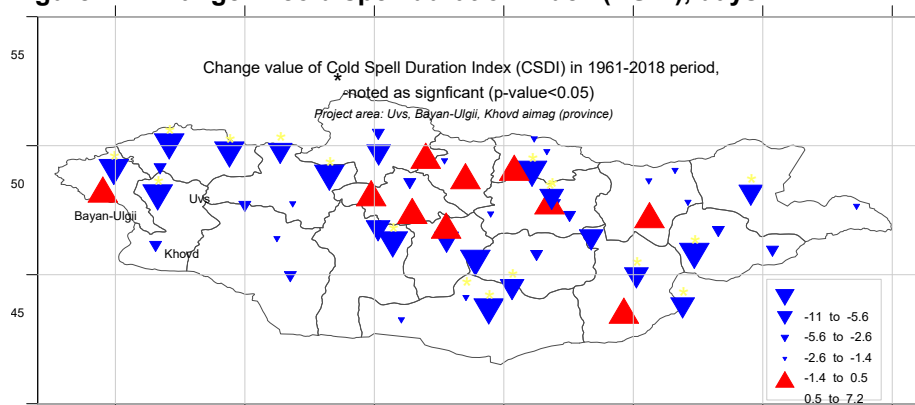 55
Change value of Cold Spell Duration Index (CSDI) in 1961-2018 period,
*
-noted as signficant (p-value<0.05)
Project area: Uvs, Bayan-Ulgii, Khovd aimag (province)
50
Uvs
Bayan-Ulgii
Khovd
45
-11 to -5.6
-5.6 to -2.6
-2.6 to -1.4
-1.4 to 0.5
0.5 to 7.2